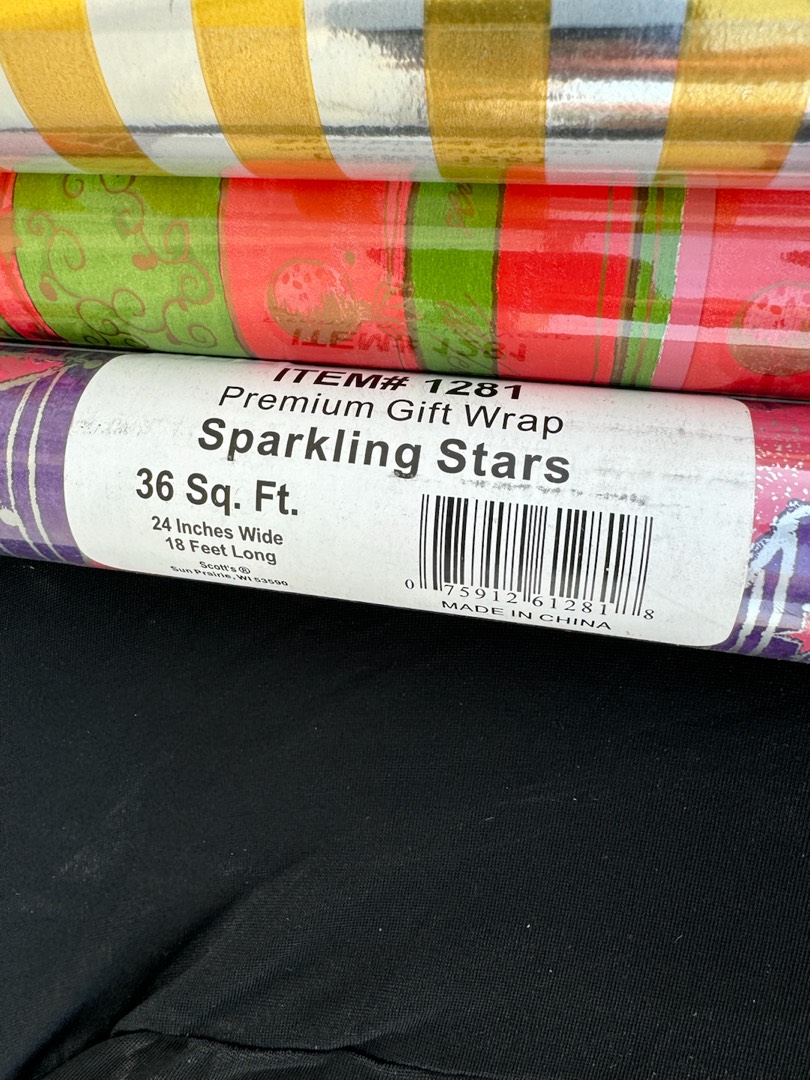 ITEM# 1281
Premium Gift Wrap
Sparkling Stars
36 Sq. Ft.
24 Inches Wide
18 Feet Long
Scott's ®
Sun Prairie, WI 53590
0 75912 61281 8
MADE IN CHINA